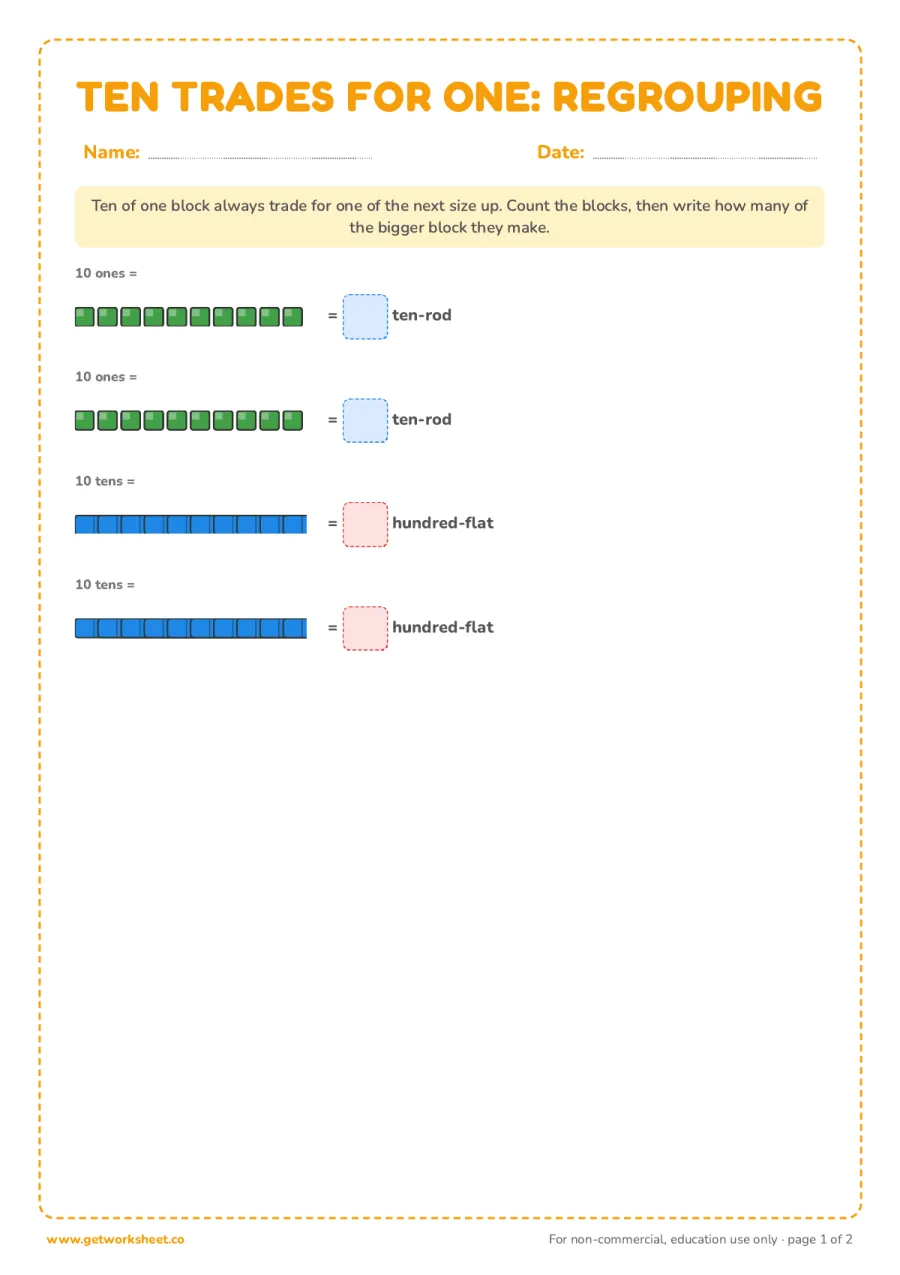 TEN TRADES FOR ONE: REGROUPING
Name:
Date:
Ten of one block always trade for one of the next size up. Count the blocks, then write how many of
the bigger block they make.
10 ones =
= ten-rod
10 ones =
= ten-rod
10 tens =
= hundred-flat
10 tens =
= hundred-flat
www.getworksheet.co
For non-commercial, education use only · page 1 of 2